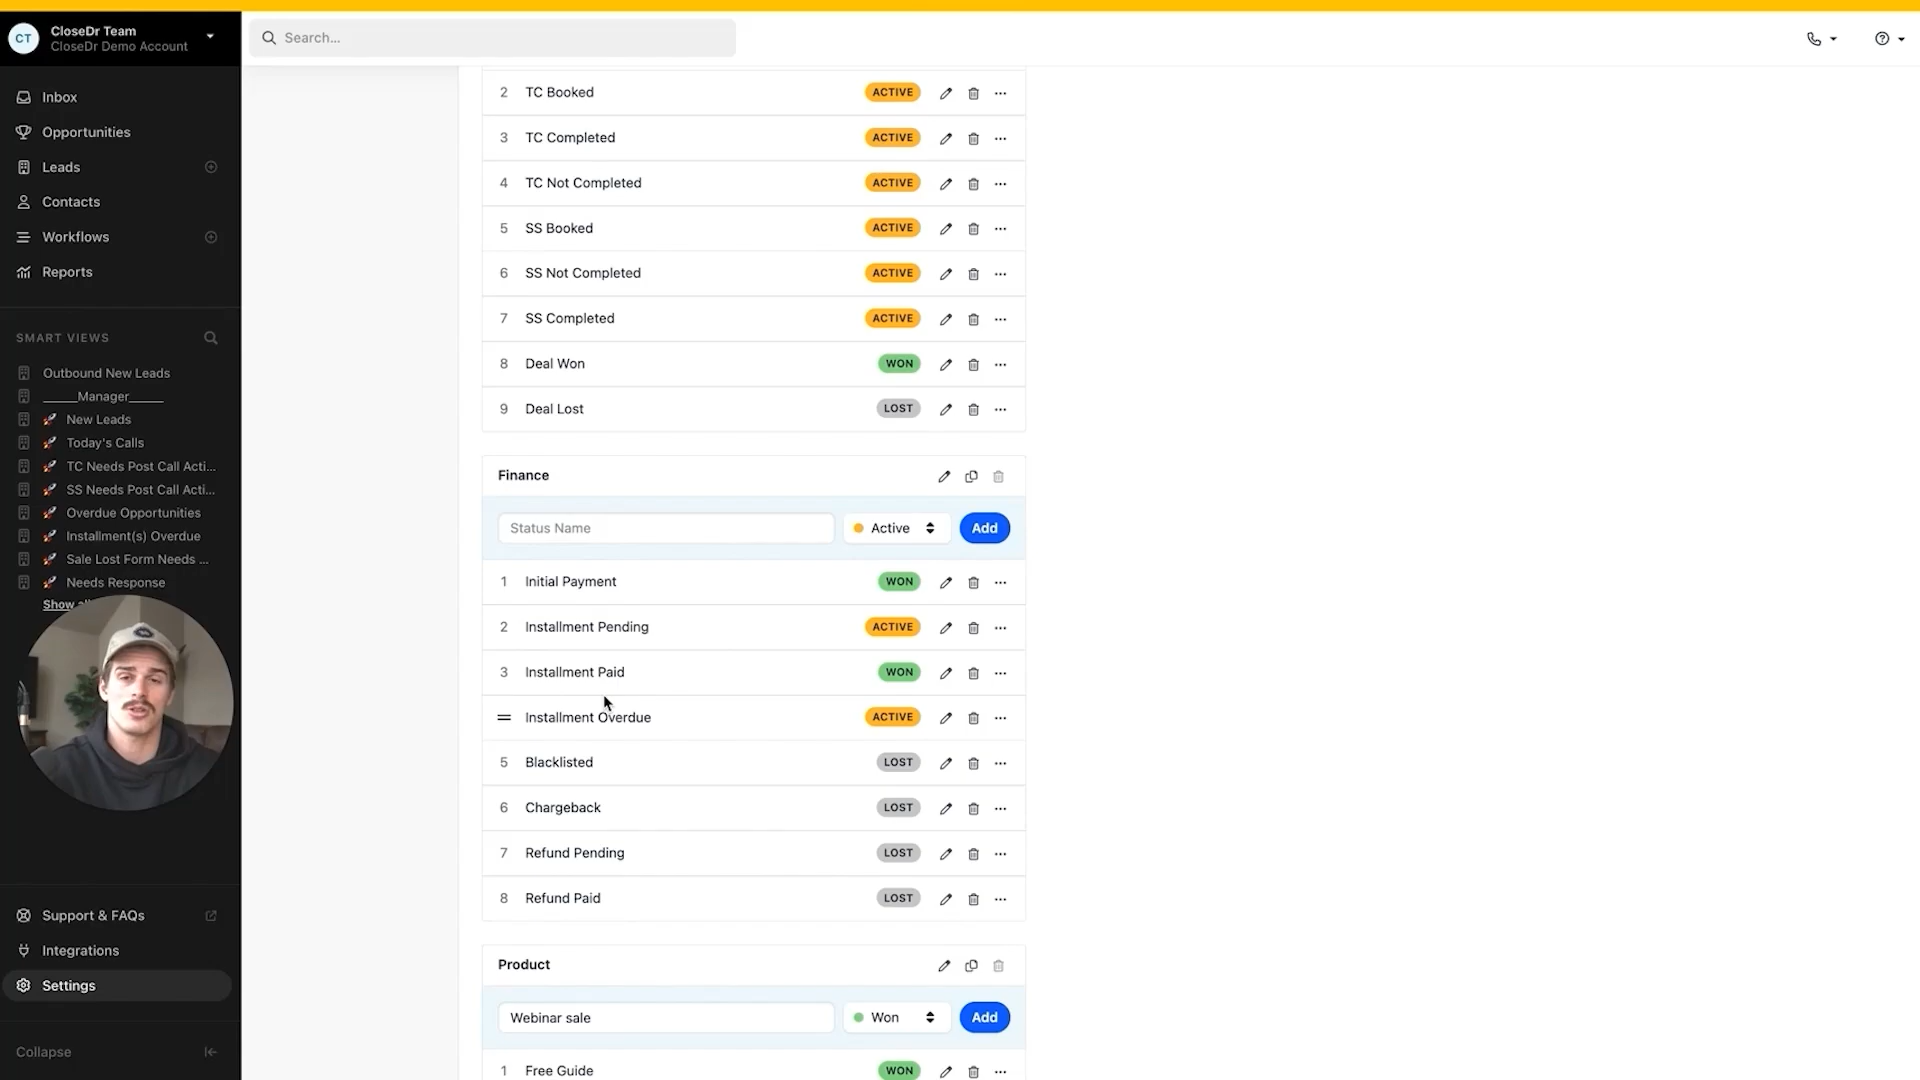 CT
CloseDr Team
CloseDr Demo Account
Search...
Inbox
Opportunities
Leads
Contacts
Workflows
Reports
SMART VIEWS
Outbound New Leads
_____Manager_____
New Leads
Today's Calls
TC Needs Post Call Acti...
SS Needs Post Call Acti...
Overdue Opportunities
Installment(s) Overdue
Sale Lost Form Needs ...
Needs Response
Show
Support & FAQs
Integrations
Settings
Collapse
2 TC Booked ACTIVE
3 TC Completed ACTIVE
4 TC Not Completed ACTIVE
5 SS Booked ACTIVE
6 SS Not Completed ACTIVE
7 SS Completed ACTIVE
8 Deal Won WON
9 Deal Lost LOST
Finance
Status Name Active Add
1 Initial Payment WON
2 Installment Pending ACTIVE
3 Installment Paid WON
Installment Overdue ACTIVE
5 Blacklisted LOST
6 Chargeback LOST
7 Refund Pending LOST
8 Refund Paid LOST
Product
Webinar sale Won Add
1 Free Guide WON